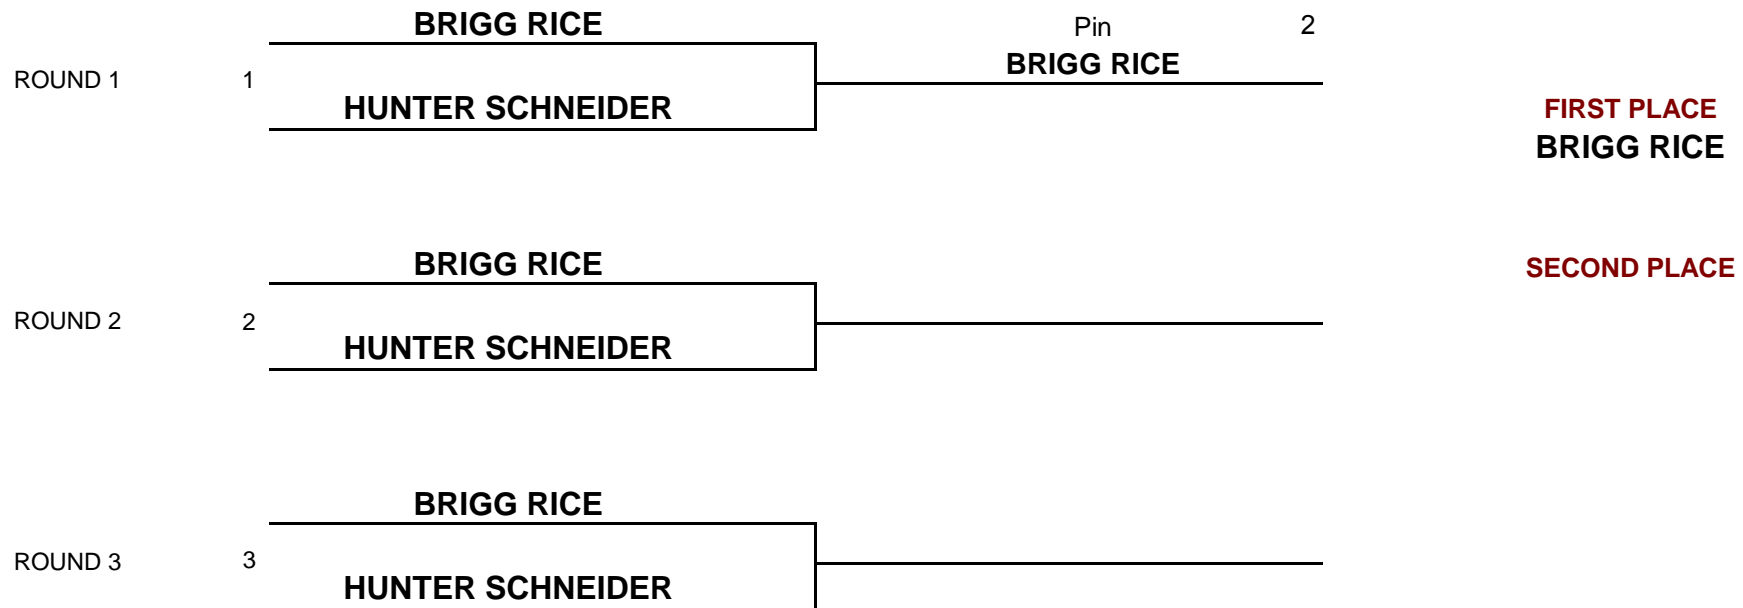 BRIGG RICE
Pin 2
BRIGG RICE
ROUND 1 1
HUNTER SCHNEIDER
FIRST PLACE
BRIGG RICE
BRIGG RICE
SECOND PLACE
ROUND 2 2
HUNTER SCHNEIDER
BRIGG RICE
ROUND 3 3
HUNTER SCHNEIDER